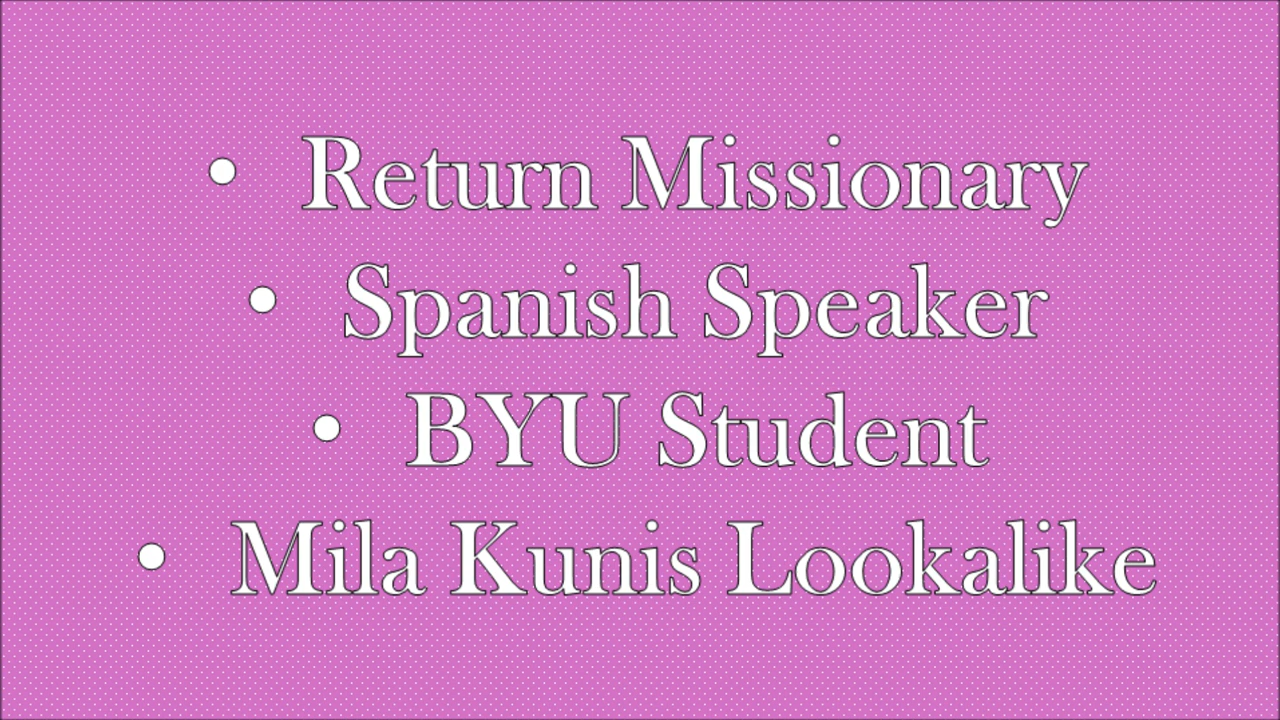 • Return Missionary
• Spanish Speaker
• BYU Student
• Mila Kunis Lookalike